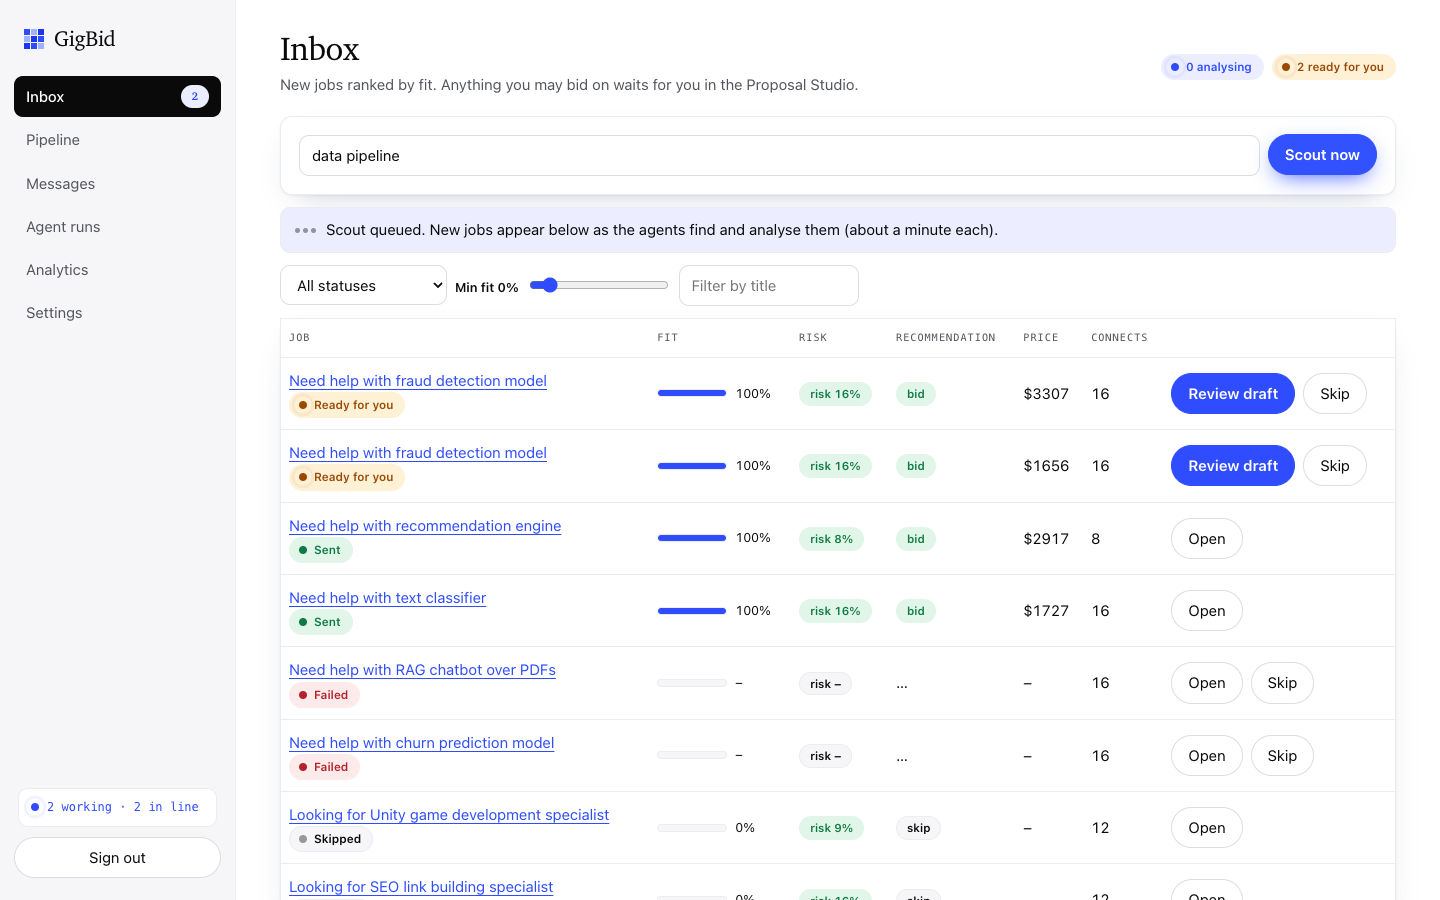 GigBid
Inbox 2
Pipeline
Messages
Agent runs
Analytics
Settings
2 working · 2 in line
Sign out
Inbox
New jobs ranked by fit. Anything you may bid on waits for you in the Proposal Studio.
0 analysing 2 ready for you
data pipeline Scout now
Scout queued. New jobs appear below as the agents find and analyse them (about a minute each).
All statuses Min fit 0% Filter by title
JOB FIT RISK RECOMMENDATION PRICE CONNECTS
Need help with fraud detection model
Ready for you
100% risk 16% bid $3307 16 Review draft Skip
Need help with fraud detection model
Ready for you
100% risk 16% bid $1656 16 Review draft Skip
Need help with recommendation engine
Sent
100% risk 8% bid $2917 8 Open
Need help with text classifier
Sent
100% risk 16% bid $1727 16 Open
Need help with RAG chatbot over PDFs
Failed
– risk – ... – 16 Open Skip
Need help with churn prediction model
Failed
– risk – ... – 16 Open Skip
Looking for Unity game development specialist
Skipped
0% risk 9% skip – 12 Open
Looking for SEO link building specialist
0% risk 16% skip 12 Open